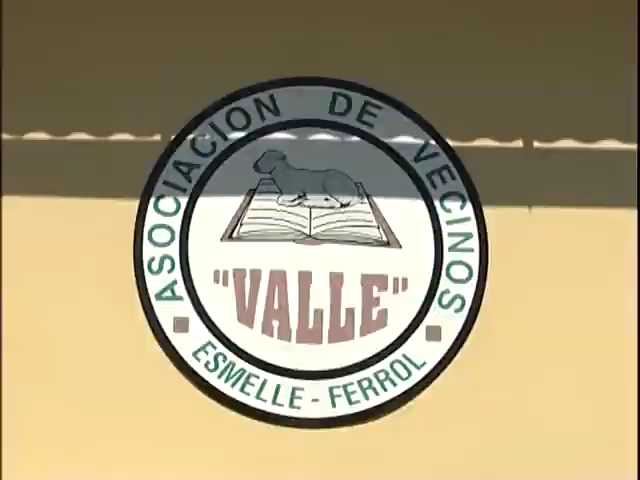 ASOCIACION DE VECINOS
"VALLE"
ESMELLE - FERROL